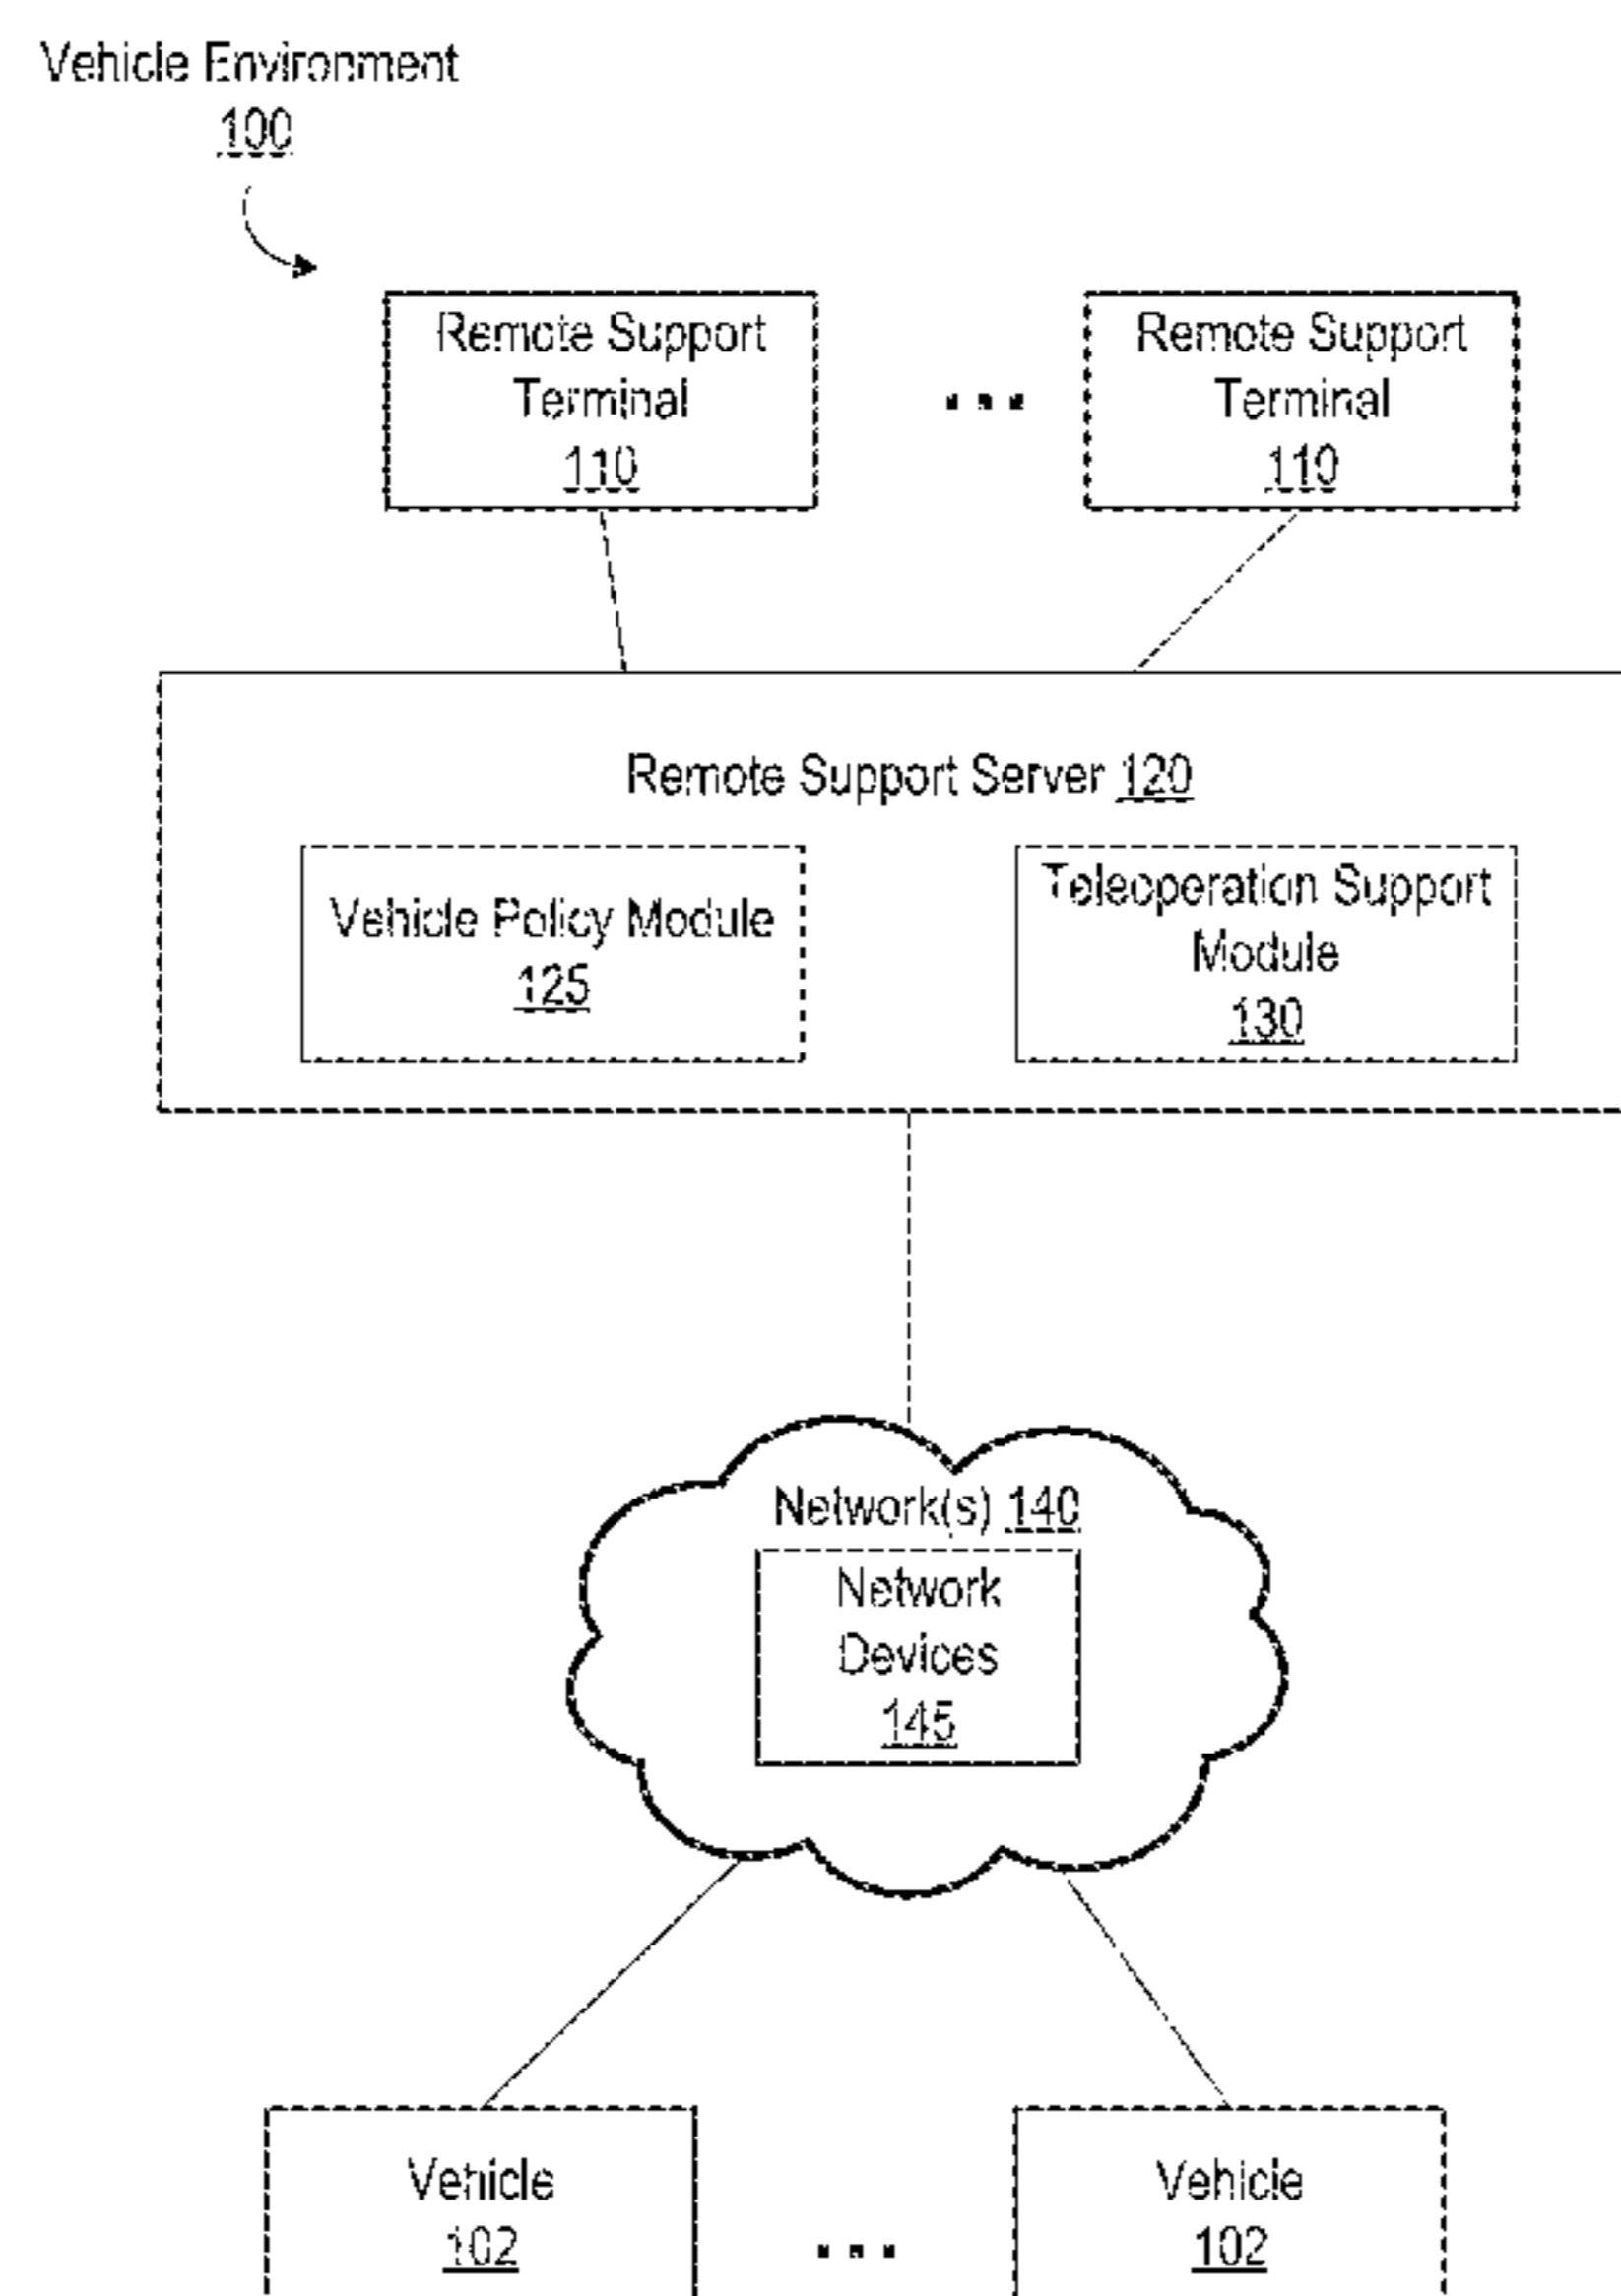 Vehicle Environment
100
Remote Support
Terminal
110
...
Remote Support
Terminal
110
Remote Support Server 120
Vehicle Policy Module
125
Teleoperation Support
Module
130
Network(s) 140
Network
Devices
145
Vehicle
102
...
Vehicle
102